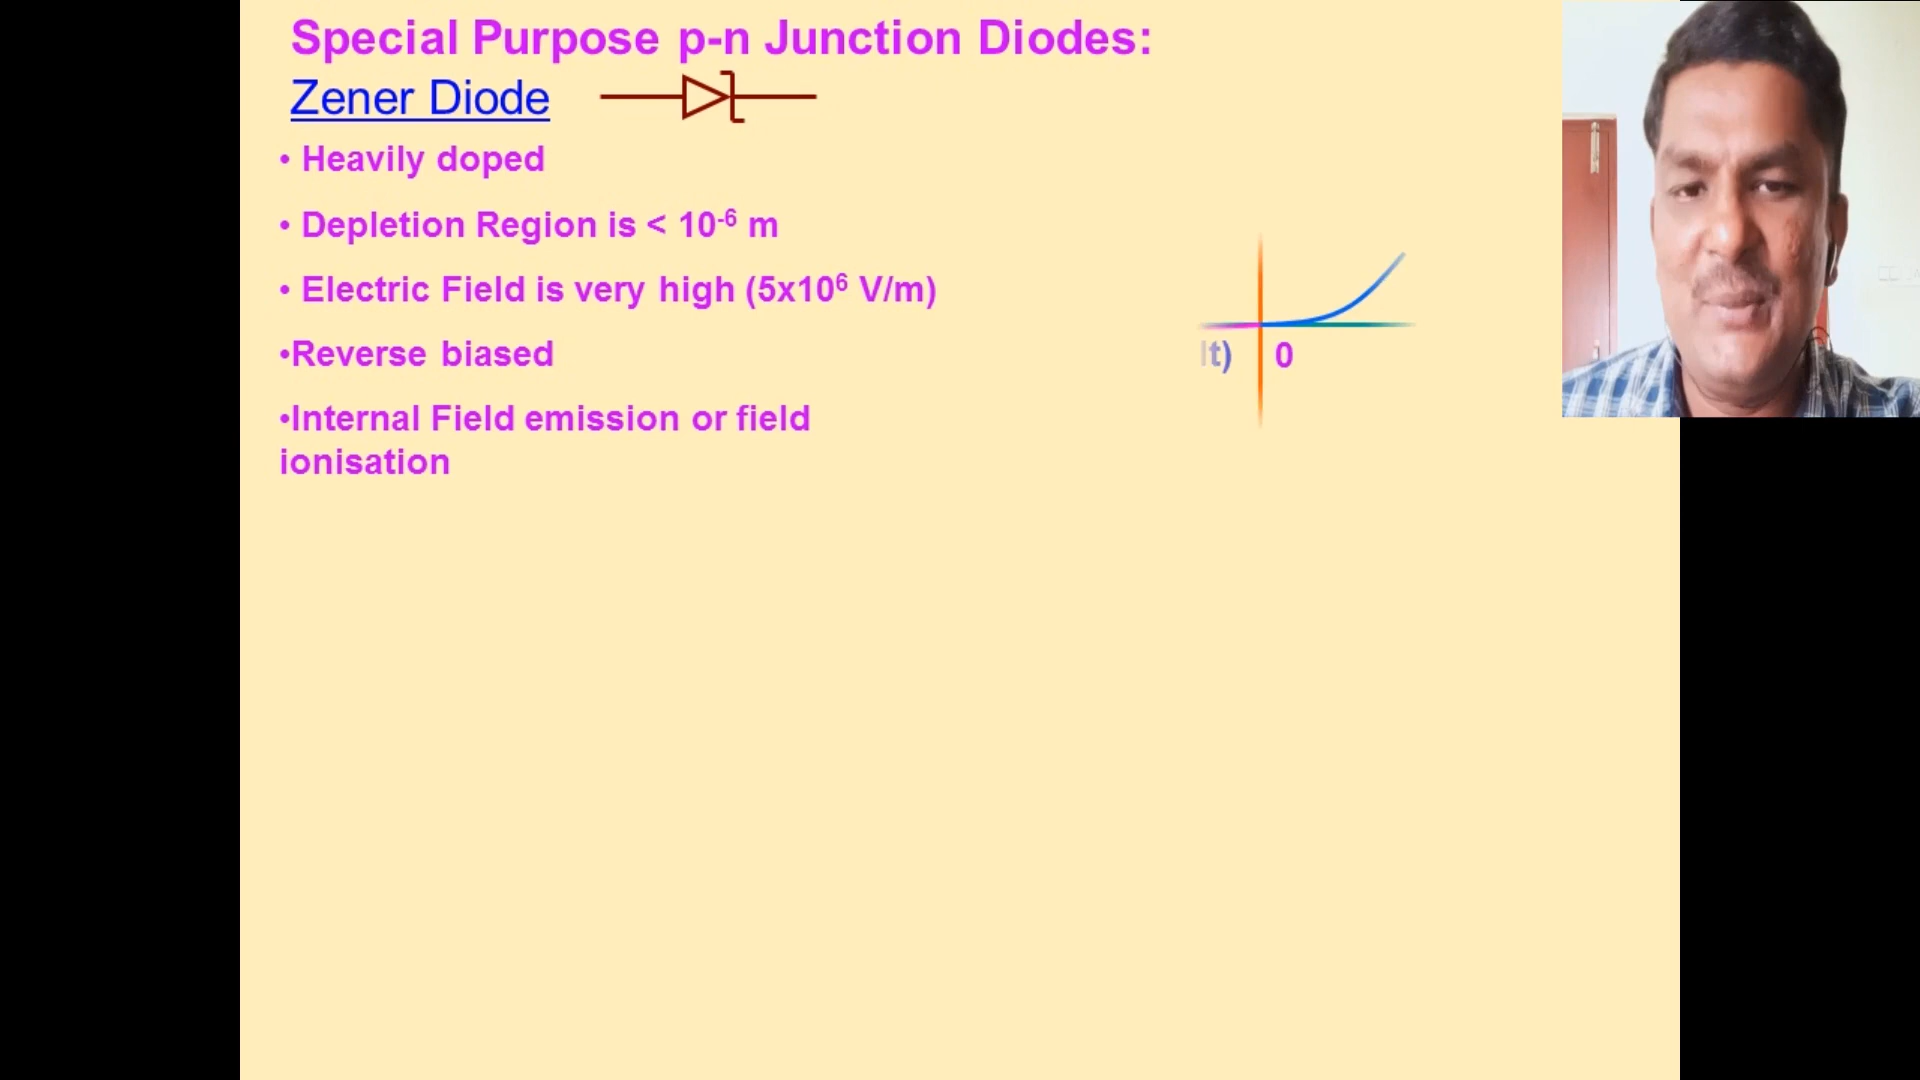 Special Purpose p-n Junction Diodes:
Zener Diode
• Heavily doped
• Depletion Region is < 10⁻⁶ m
• Electric Field is very high (5x10⁶ V/m)
•Reverse biased
•Internal Field emission or field
ionisation
lt) 0